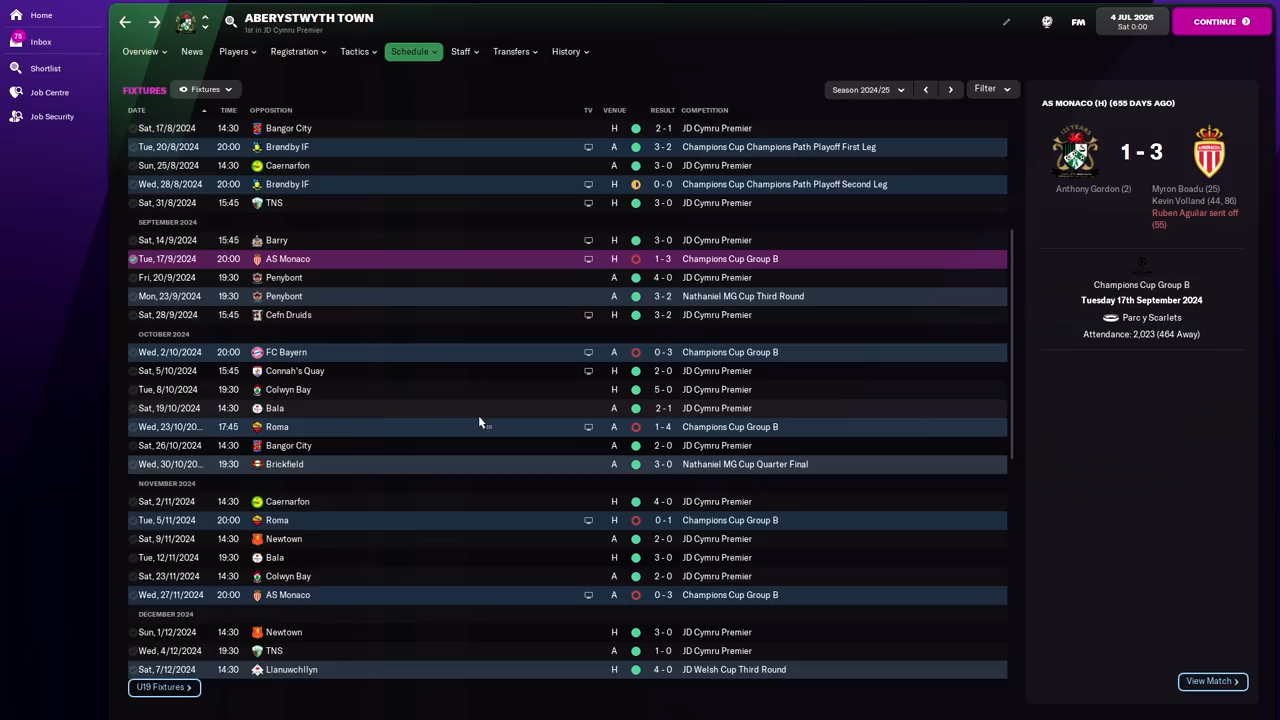 Home
76
Inbox
Shortlist
Job Centre
Job Security
ABERYSTWYTH TOWN
1st in JD Cymru Premier
FM
4 JUL 2026
Sat 0:00
CONTINUE
Overview News Players Registration Tactics Schedule Staff Transfers History
FIXTURES Fixtures Season 2024/25 Filter
DATE TIME OPPOSITION TV VENUE RESULT COMPETITION
Sat, 17/8/2024 14:30 Bangor City H 2 - 1 JD Cymru Premier
Tue, 20/8/2024 20:00 Brøndby IF A 3 - 2 Champions Cup Champions Path Playoff First Leg
Sun, 25/8/2024 14:30 Caernarfon A 3 - 0 JD Cymru Premier
Wed, 28/8/2024 20:00 Brøndby IF H 0 - 0 Champions Cup Champions Path Playoff Second Leg
Sat, 31/8/2024 15:45 TNS H 3 - 0 JD Cymru Premier
SEPTEMBER 2024
Sat, 14/9/2024 15:45 Barry H 3 - 0 JD Cymru Premier
Tue, 17/9/2024 20:00 AS Monaco H 1 - 3 Champions Cup Group B
Fri, 20/9/2024 19:30 Penybont A 4 - 0 JD Cymru Premier
Mon, 23/9/2024 19:30 Penybont A 3 - 2 Nathaniel MG Cup Third Round
Sat, 28/9/2024 15:45 Cefn Druids H 3 - 2 JD Cymru Premier
OCTOBER 2024
Wed, 2/10/2024 20:00 FC Bayern A 0 - 3 Champions Cup Group B
Sat, 5/10/2024 15:45 Connah's Quay H 2 - 0 JD Cymru Premier
Tue, 8/10/2024 19:30 Colwyn Bay H 5 - 0 JD Cymru Premier
Sat, 19/10/2024 14:30 Bala A 2 - 1 JD Cymru Premier
Wed, 23/10/20... 17:45 Roma A 1 - 4 Champions Cup Group B
Sat, 26/10/2024 14:30 Bangor City A 2 - 0 JD Cymru Premier
Wed, 30/10/20... 19:30 Brickfield A 3 - 0 Nathaniel MG Cup Quarter Final
NOVEMBER 2024
Sat, 2/11/2024 14:30 Caernarfon H 4 - 0 JD Cymru Premier
Tue, 5/11/2024 20:00 Roma H 0 - 1 Champions Cup Group B
Sat, 9/11/2024 14:30 Newtown A 2 - 0 JD Cymru Premier
Tue, 12/11/2024 19:30 Bala H 3 - 0 JD Cymru Premier
Sat, 23/11/2024 14:30 Colwyn Bay A 2 - 0 JD Cymru Premier
Wed, 27/11/2024 20:00 AS Monaco A 0 - 3 Champions Cup Group B
DECEMBER 2024
Sun, 1/12/2024 14:30 Newtown H 3 - 0 JD Cymru Premier
Wed, 4/12/2024 19:30 TNS A 1 - 0 JD Cymru Premier
Sat, 7/12/2024 14:30 Llanuwchllyn H 4 - 0 JD Welsh Cup Third Round
U19 Fixtures
AS MONACO (H) (655 DAYS AGO)
1 - 3
Anthony Gordon (2)
Myron Boadu (25)
Kevin Volland (44, 86)
Ruben Aguilar sent off
(55)
Champions Cup Group B
Tuesday 17th September 2024
Parc y Scarlets
Attendance: 2,023 (464 Away)
View Match